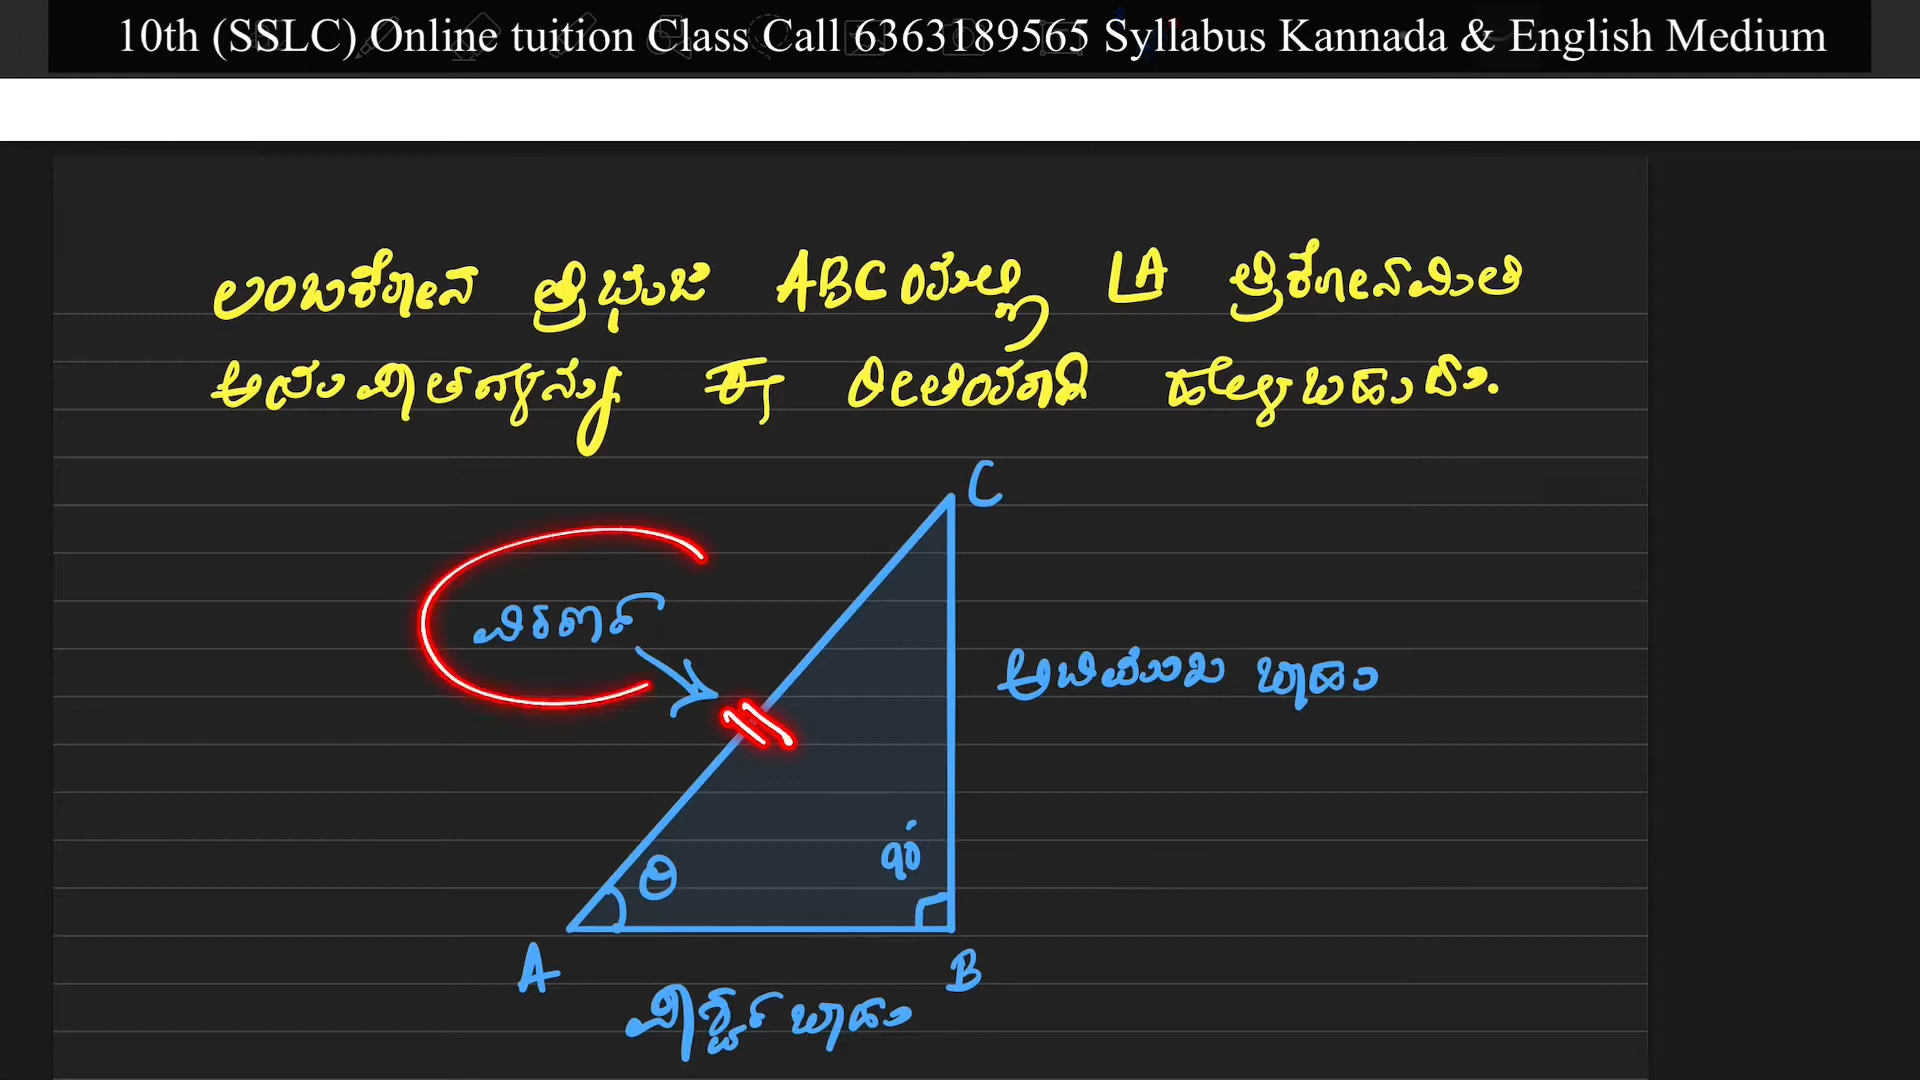 10th (SSLC) Online tuition Class Call 6363189565 Syllabus Kannada & English Medium
ಲಂಬಕೋನ ತ್ರಿಭುಜ ABC ಯಲ್ಲಿ ∠A ತ್ರಿಕೋನಮಿತಿ
ಅನುಪಾತಗಳನ್ನು ಈ ರೀತಿಯಾಗಿ ಹೇಳಬಹುದು.
C
ವಿಕರ್ಣ
ಅಭಿಮುಖ ಬಾಹು
θ
90°
A
B
ಪಾರ್ಶ್ವ ಬಾಹು